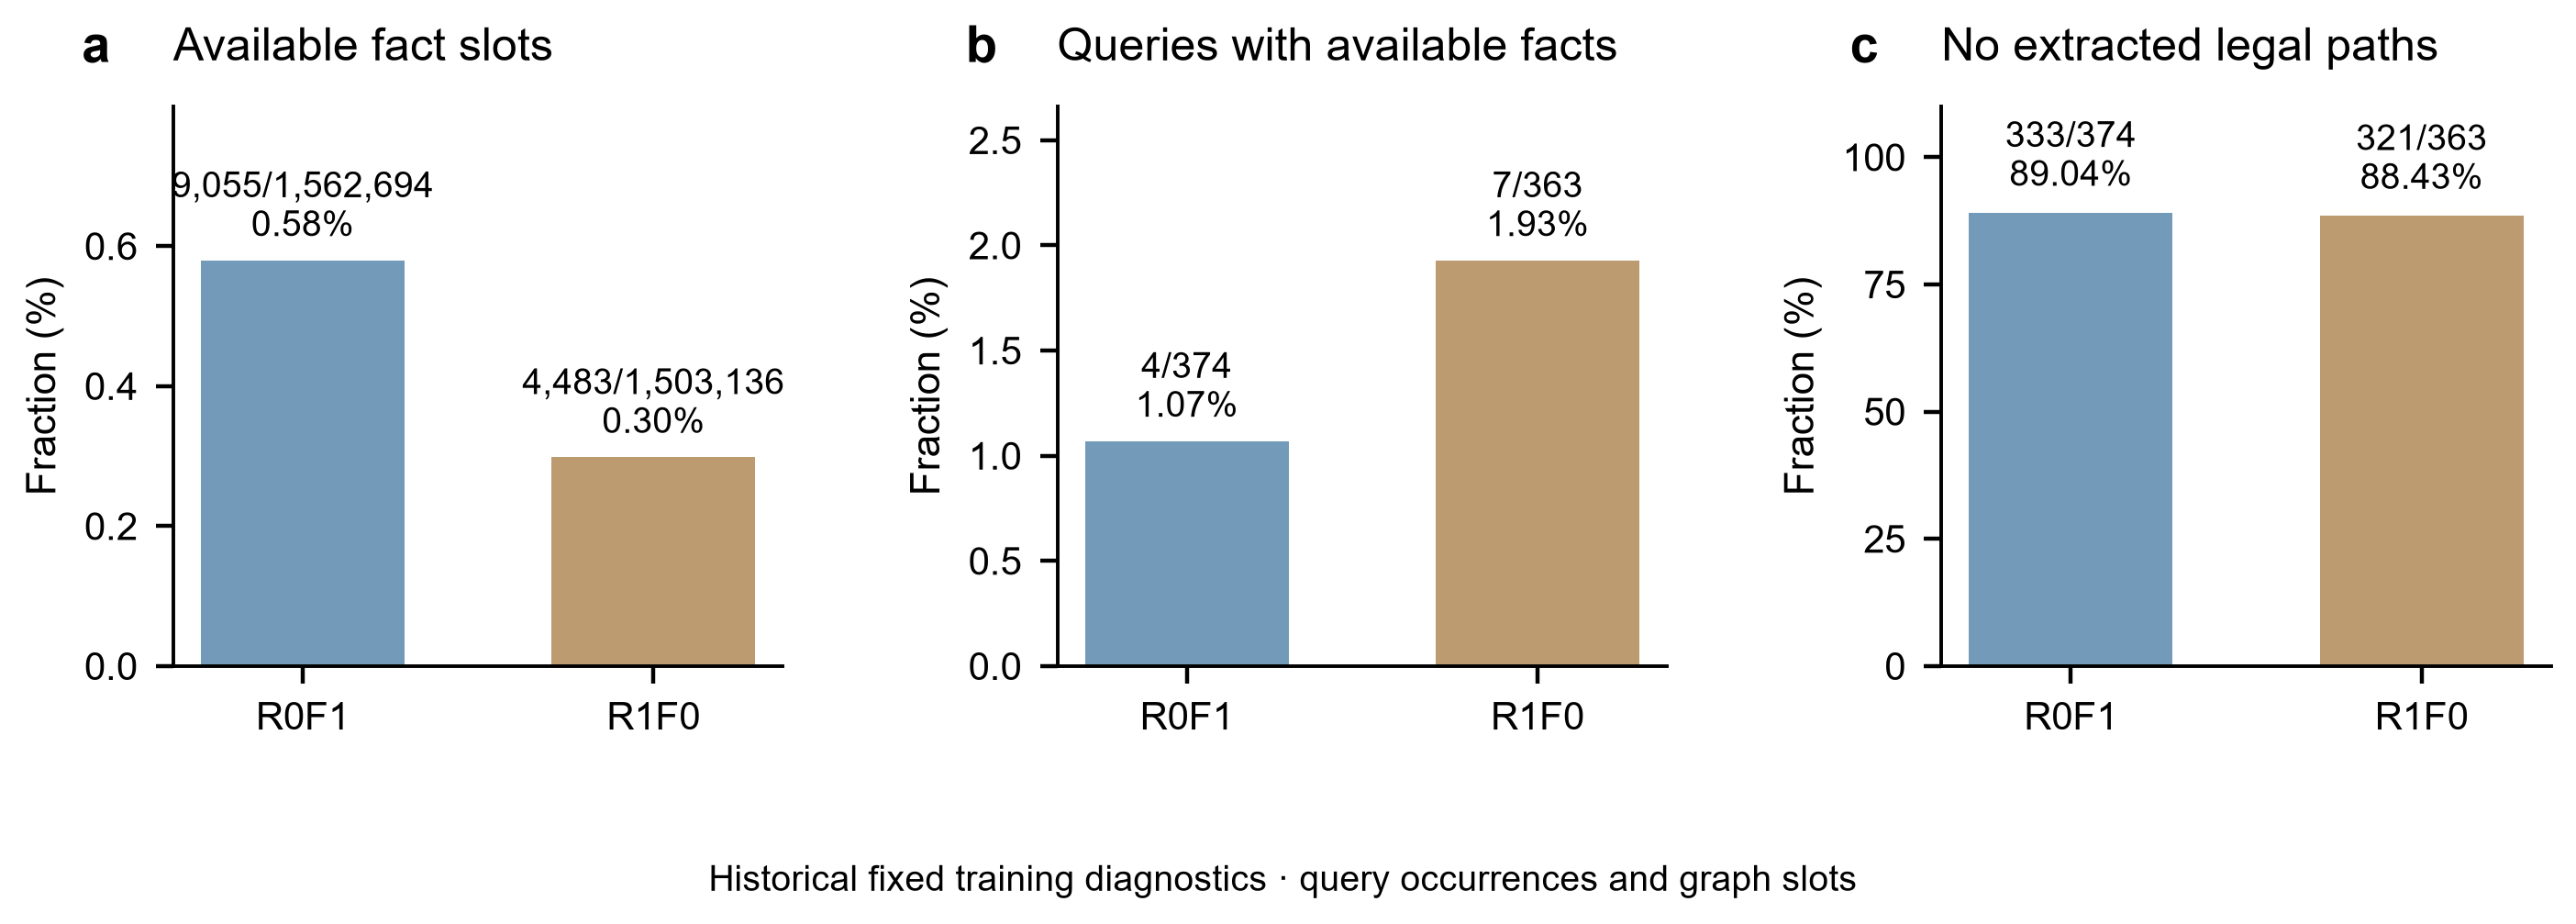 a Available fact slots
Fraction (%)
0.6
0.4
0.2
0.0
9,055/1,562,694
0.58%
4,483/1,503,136
0.30%
R0F1 R1F0
b Queries with available facts
Fraction (%)
2.5
2.0
1.5
1.0
0.5
0.0
4/374
1.07%
7/363
1.93%
R0F1 R1F0
c No extracted legal paths
Fraction (%)
100
75
50
25
0
333/374
89.04%
321/363
88.43%
R0F1 R1F0
Historical fixed training diagnostics · query occurrences and graph slots